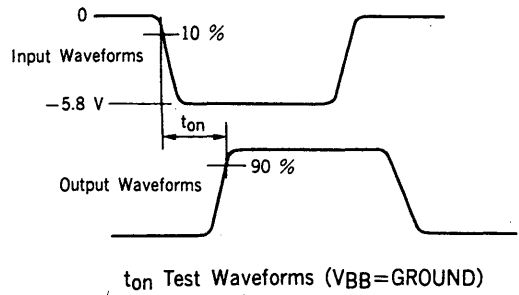 0
10 %
Input Waveforms
−5.8 V
ton
90 %
Output Waveforms
ton Test Waveforms (VBB=GROUND)